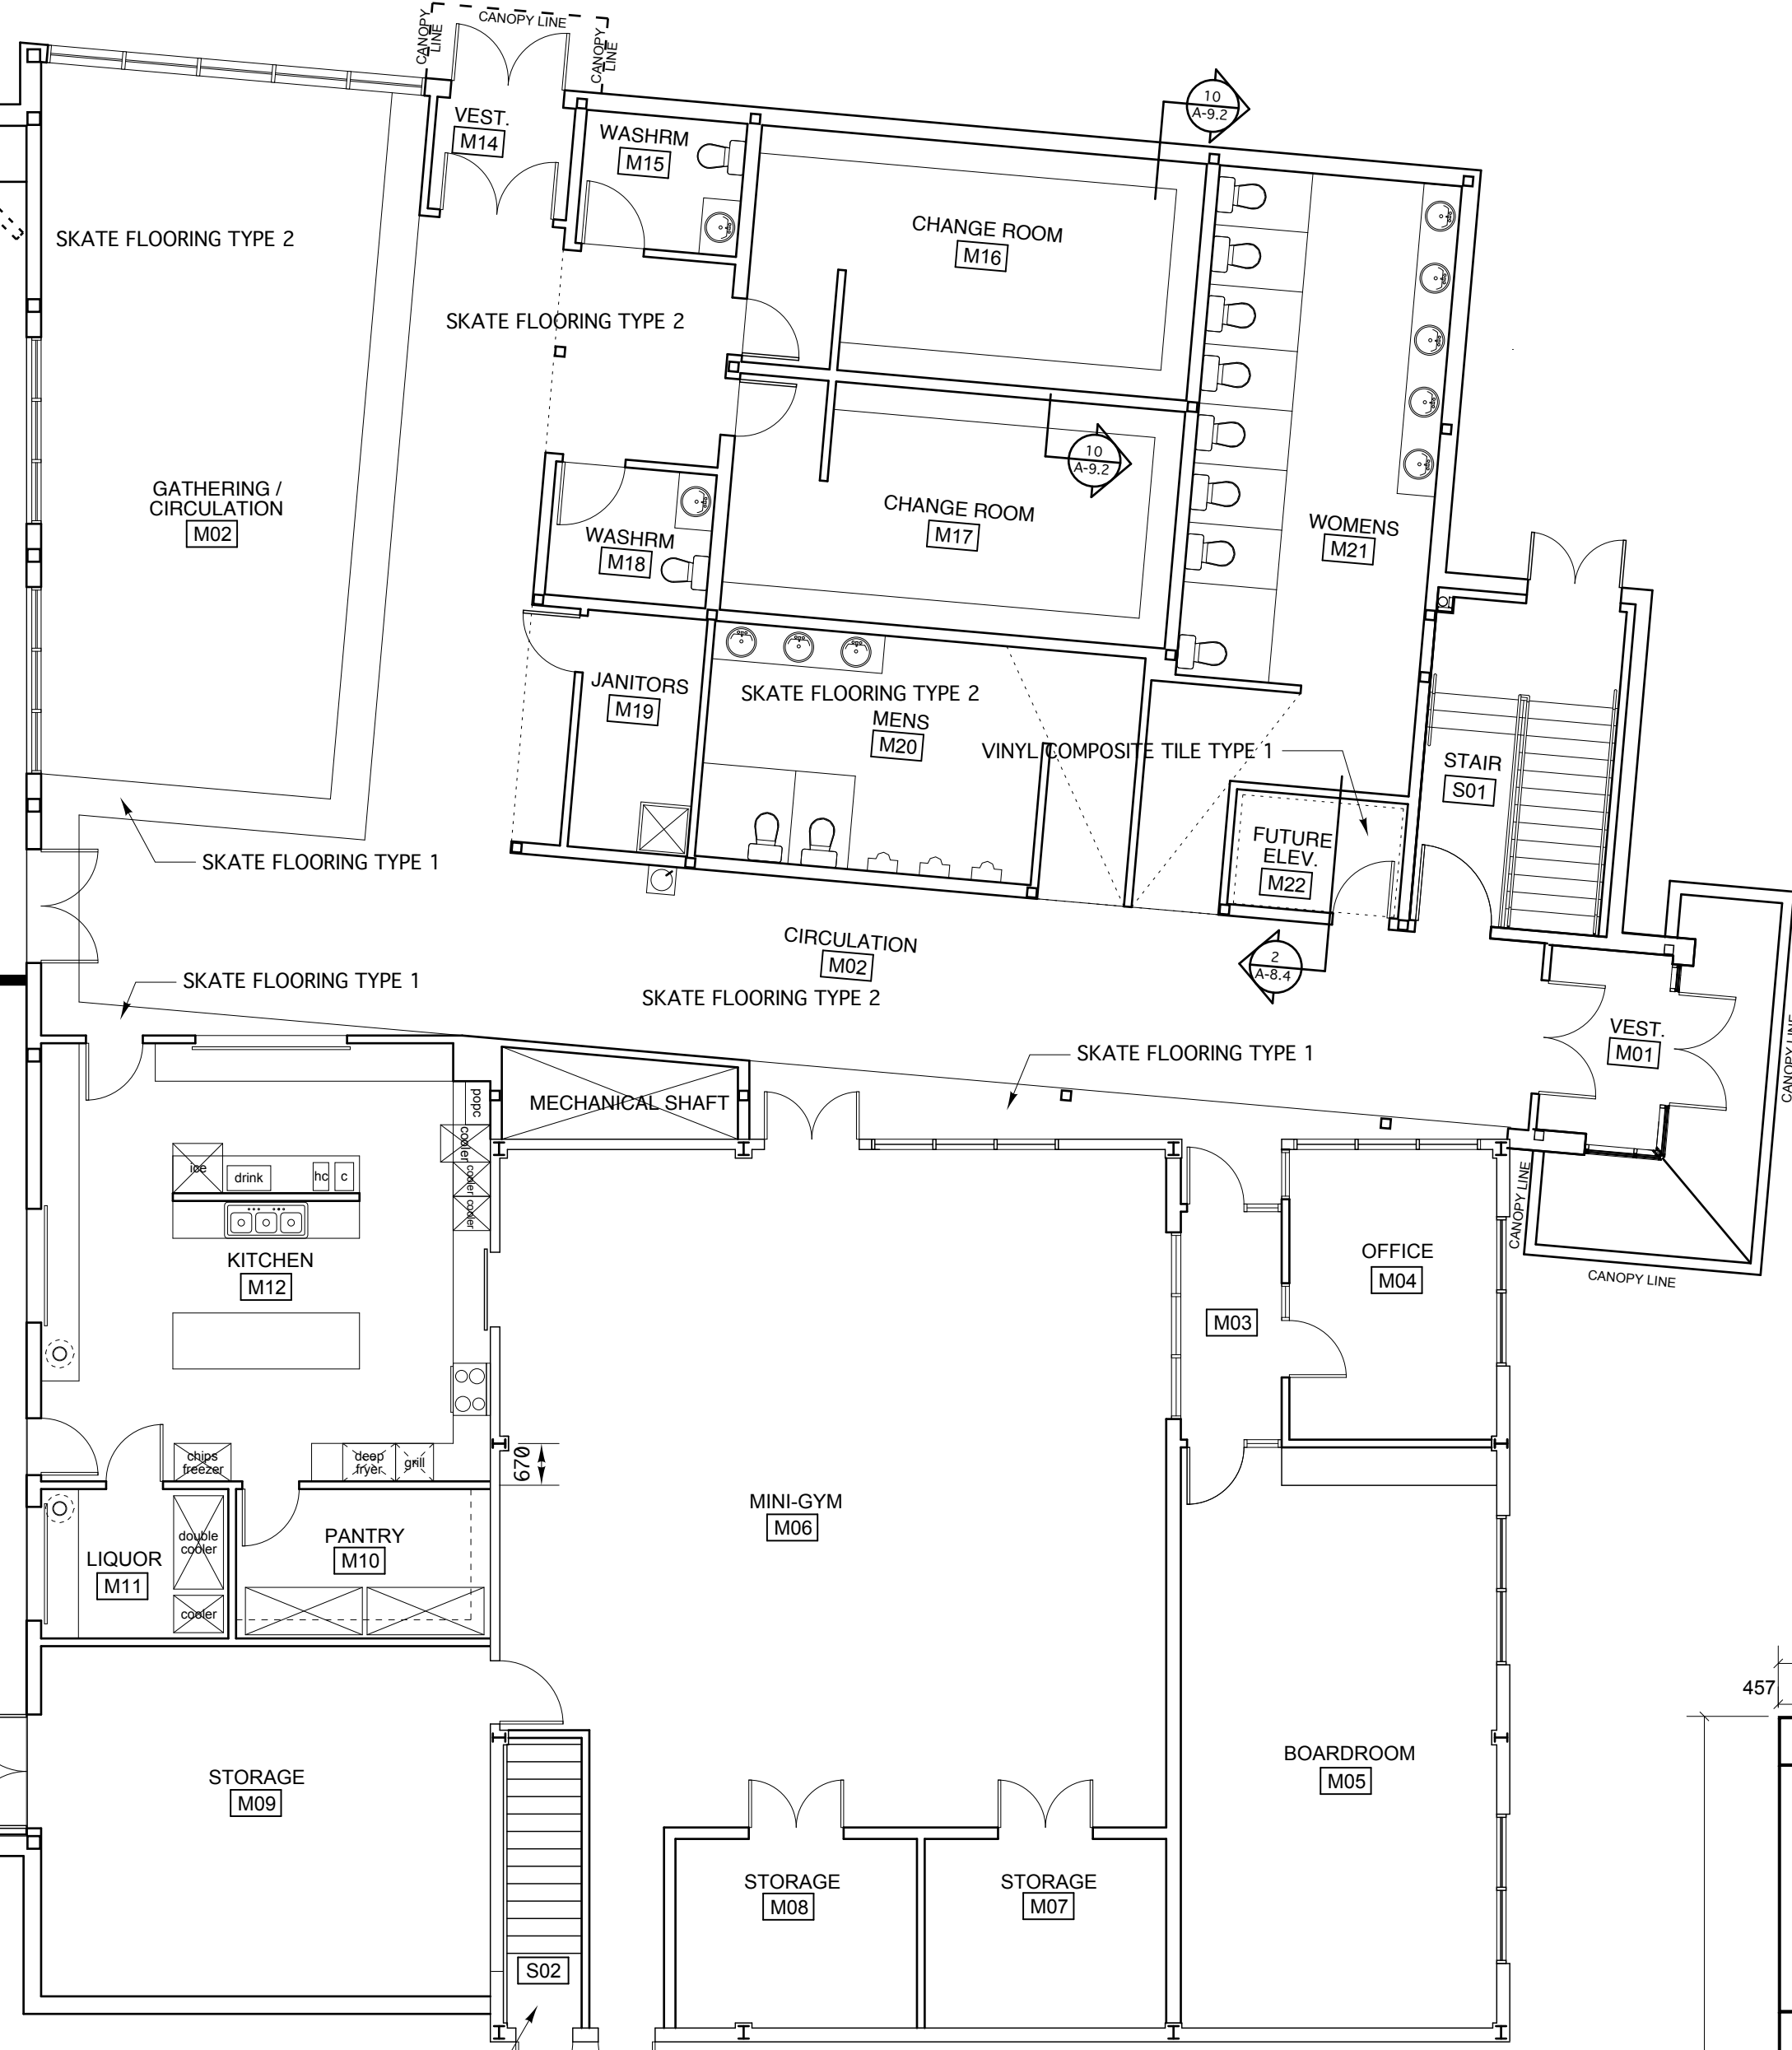 CANOPY LINE
CANOPY LINE
CANOPY LINE
10
A-9.2
VEST.
M14
WASHRM
M15
SKATE FLOORING TYPE 2
CHANGE ROOM
M16
SKATE FLOORING TYPE 2
10
A-9.2
GATHERING /
CIRCULATION
M02
CHANGE ROOM
M17
WOMENS
M21
WASHRM
M18
JANITORS
M19
SKATE FLOORING TYPE 2
MENS
M20
VINYL COMPOSITE TILE TYPE 1
STAIR
S01
FUTURE
ELEV.
M22
SKATE FLOORING TYPE 1
CIRCULATION
M02
2
A-8.4
SKATE FLOORING TYPE 1
SKATE FLOORING TYPE 2
VEST.
M01
CANOPY LINE
SKATE FLOORING TYPE 1
MECHANICAL SHAFT
popc
cooler
cooler
cooler
ice
drink
hc
c
CANOPY LINE
KITCHEN
M12
OFFICE
M04
CANOPY LINE
M03
chips
freezer
deep
fryer
grill
670
MINI-GYM
M06
double
cooler
PANTRY
M10
LIQUOR
M11
cooler
457
STORAGE
M09
BOARDROOM
M05
STORAGE
M08
STORAGE
M07
S02